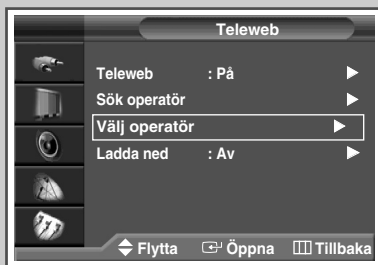 Teleweb
Teleweb : På
Sök operatör
Välj operatör
Ladda ned : Av
Flytta Öppna Tillbaka